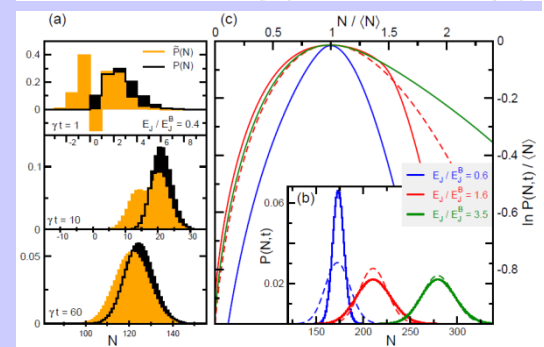 (a)
P̃(N)
P(N)
0.4
0.2
0
γ t = 1
E_J / E_J^B = 0.4
-2 0 2 4 6 8
0.1
0
γ t = 10
-10 0 10 20 30
0.05
0
γ t = 60
100 120 140
N
(c)
N / ⟨N⟩
0 0.5 1 1.5 2
0
-0.2
-0.4
-0.6
-0.8
ln P(N,t) / ⟨N⟩
E_J / E_J^B = 0.6
E_J / E_J^B = 1.6
E_J / E_J^B = 3.5
(b)
P(N,t)
0.06
0.02
150 200 250 300
N